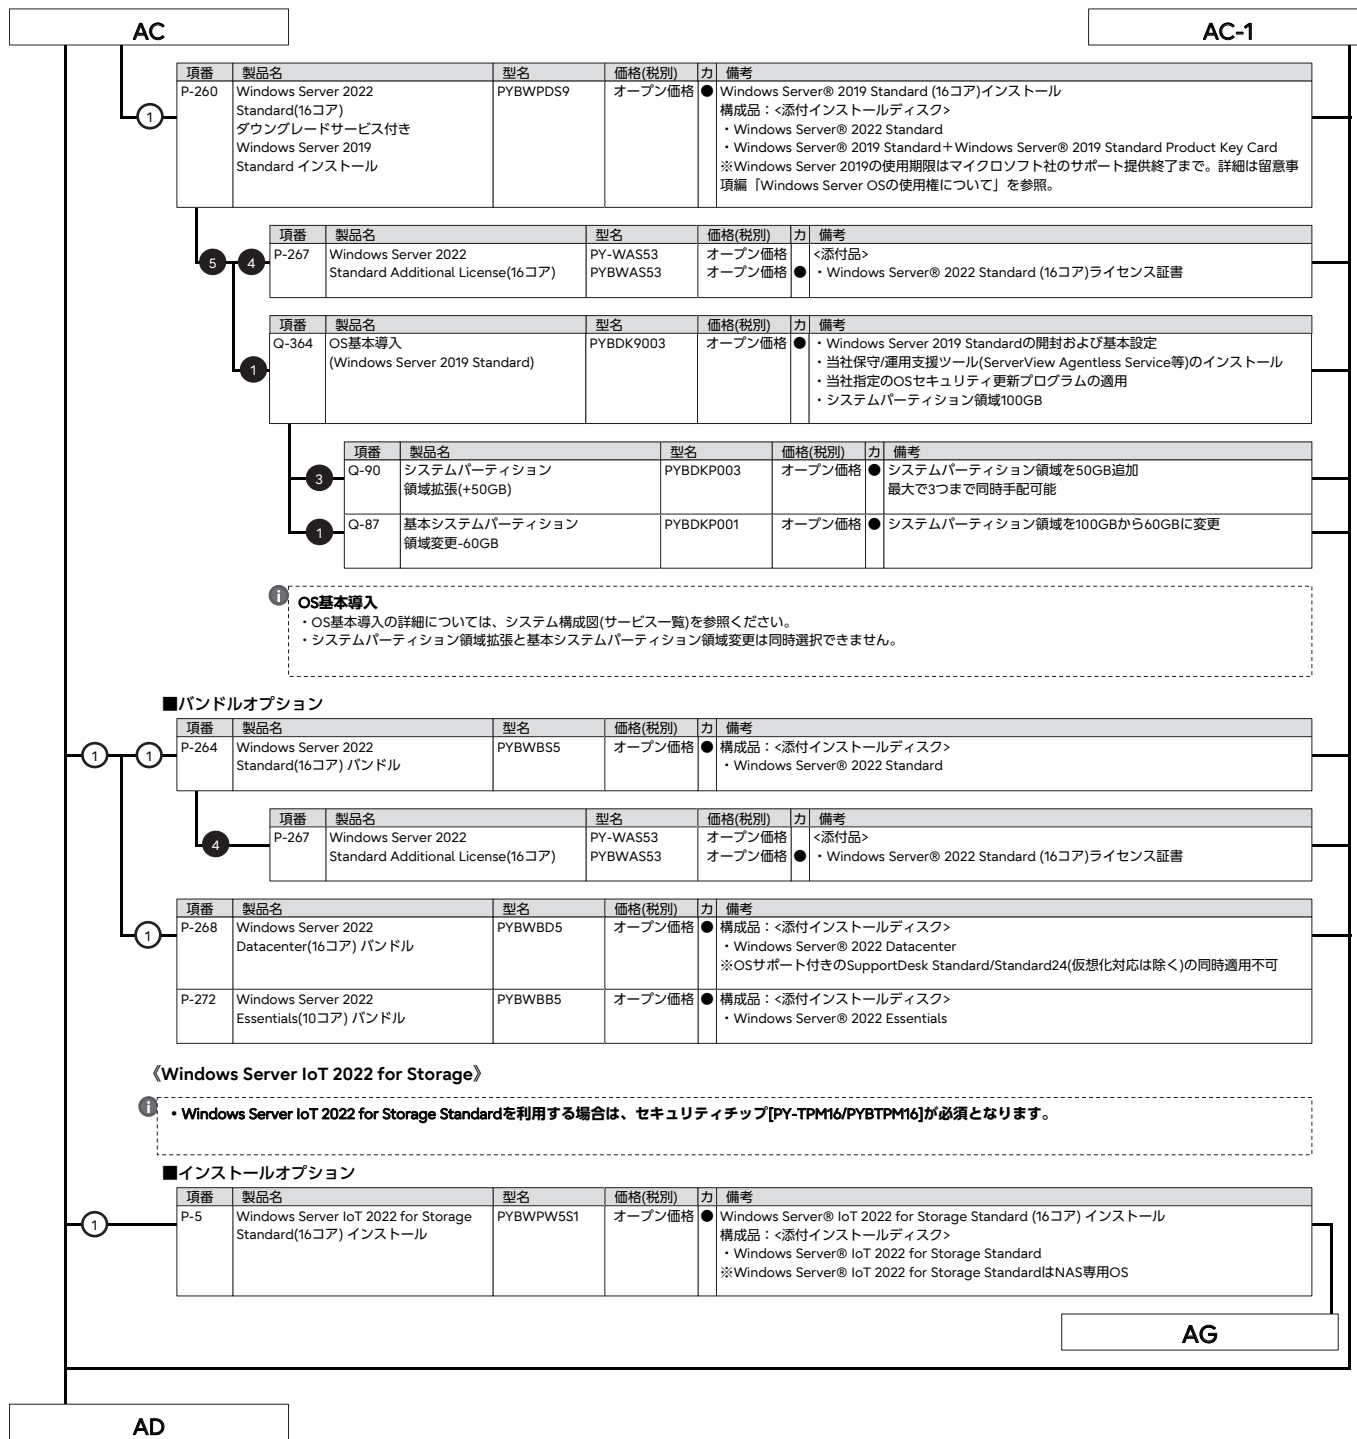 AC
AC-1
項番 製品名 型名 価格(税別) カ 備考
P-260 Windows Server 2022 PYBWPDS9 オープン価格 ● Windows Server® 2019 Standard (16コア)インストール
Standard(16コア) 構成品：<添付インストールディスク>
ダウングレードサービス付き ・Windows Server® 2022 Standard
Windows Server 2019 ・Windows Server® 2019 Standard＋Windows Server® 2019 Standard Product Key Card
Standard インストール ※Windows Server 2019の使用期限はマイクロソフト社のサポート提供終了まで。詳細は留意事
項編「Windows Server OSの使用権について」を参照。
1
項番 製品名 型名 価格(税別) カ 備考
P-267 Windows Server 2022 PY-WAS53 オープン価格 <添付品>
5 4 Standard Additional License(16コア) PYBWAS53 オープン価格 ● ・Windows Server® 2022 Standard (16コア)ライセンス証書
項番 製品名 型名 価格(税別) カ 備考
Q-364 OS基本導入 PYBDK9003 オープン価格 ● ・Windows Server 2019 Standardの開封および基本設定
(Windows Server 2019 Standard) ・当社保守/運用支援ツール(ServerView Agentless Service等)のインストール
1 ・当社指定のOSセキュリティ更新プログラムの適用
・システムパーティション領域100GB
項番 製品名 型名 価格(税別) カ 備考
3 Q-90 システムパーティション PYBDKP003 オープン価格 ● システムパーティション領域を50GB追加
領域拡張(+50GB) 最大で3つまで同時手配可能
1 Q-87 基本システムパーティション PYBDKP001 オープン価格 ● システムパーティション領域を100GBから60GBに変更
領域変更-60GB
i OS基本導入
・OS基本導入の詳細については、システム構成図(サービス一覧)を参照ください。
・システムパーティション領域拡張と基本システムパーティション領域変更は同時選択できません。
■バンドルオプション
項番 製品名 型名 価格(税別) カ 備考
1 1 P-264 Windows Server 2022 PYBWBS5 オープン価格 ● 構成品：<添付インストールディスク>
Standard(16コア) バンドル ・Windows Server® 2022 Standard
項番 製品名 型名 価格(税別) カ 備考
4 P-267 Windows Server 2022 PY-WAS53 オープン価格 <添付品>
Standard Additional License(16コア) PYBWAS53 オープン価格 ● ・Windows Server® 2022 Standard (16コア)ライセンス証書
項番 製品名 型名 価格(税別) カ 備考
1 P-268 Windows Server 2022 PYBWBD5 オープン価格 ● 構成品：<添付インストールディスク>
Datacenter(16コア) バンドル ・Windows Server® 2022 Datacenter
※OSサポート付きのSupportDesk Standard/Standard24(仮想化対応は除く)の同時適用不可
P-272 Windows Server 2022 PYBWBB5 オープン価格 ● 構成品：<添付インストールディスク>
Essentials(10コア) バンドル ・Windows Server® 2022 Essentials
《Windows Server IoT 2022 for Storage》
i ・Windows Server IoT 2022 for Storage Standardを利用する場合は、セキュリティチップ[PY-TPM16/PYBTPM16]が必須となります。
■インストールオプション
項番 製品名 型名 価格(税別) カ 備考
1 P-5 Windows Server IoT 2022 for Storage PYBWPW5S1 オープン価格 ● Windows Server® IoT 2022 for Storage Standard (16コア) インストール
Standard(16コア) インストール 構成品：<添付インストールディスク>
・Windows Server® IoT 2022 for Storage Standard
※Windows Server® IoT 2022 for Storage StandardはNAS専用OS
AG
AD